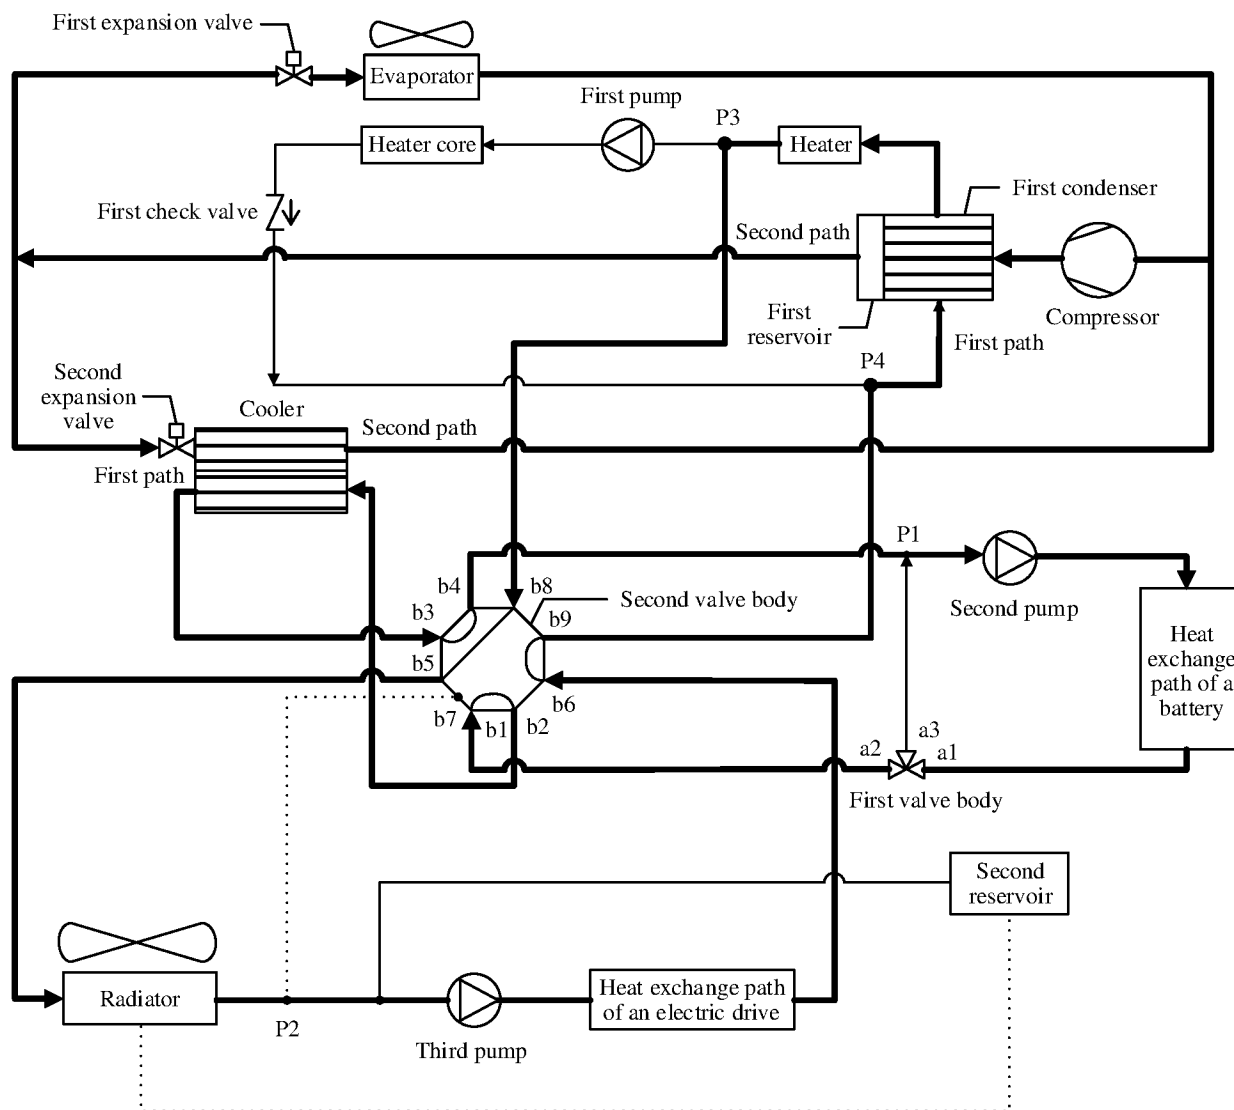 First expansion valve
Evaporator
First pump
P3
Heater core
Heater
First condenser
First check valve
Second path
First
reservoir
Compressor
First path
P4
Second
expansion
valve
Cooler
Second path
First path
P1
b4
b8
Second valve body
b3
b9
Second pump
b5
b6
b7
b1
b2
Heat
exchange
path of a
battery
a3
a2
a1
First valve body
Second
reservoir
Radiator
Heat exchange path
of an electric drive
P2
Third pump